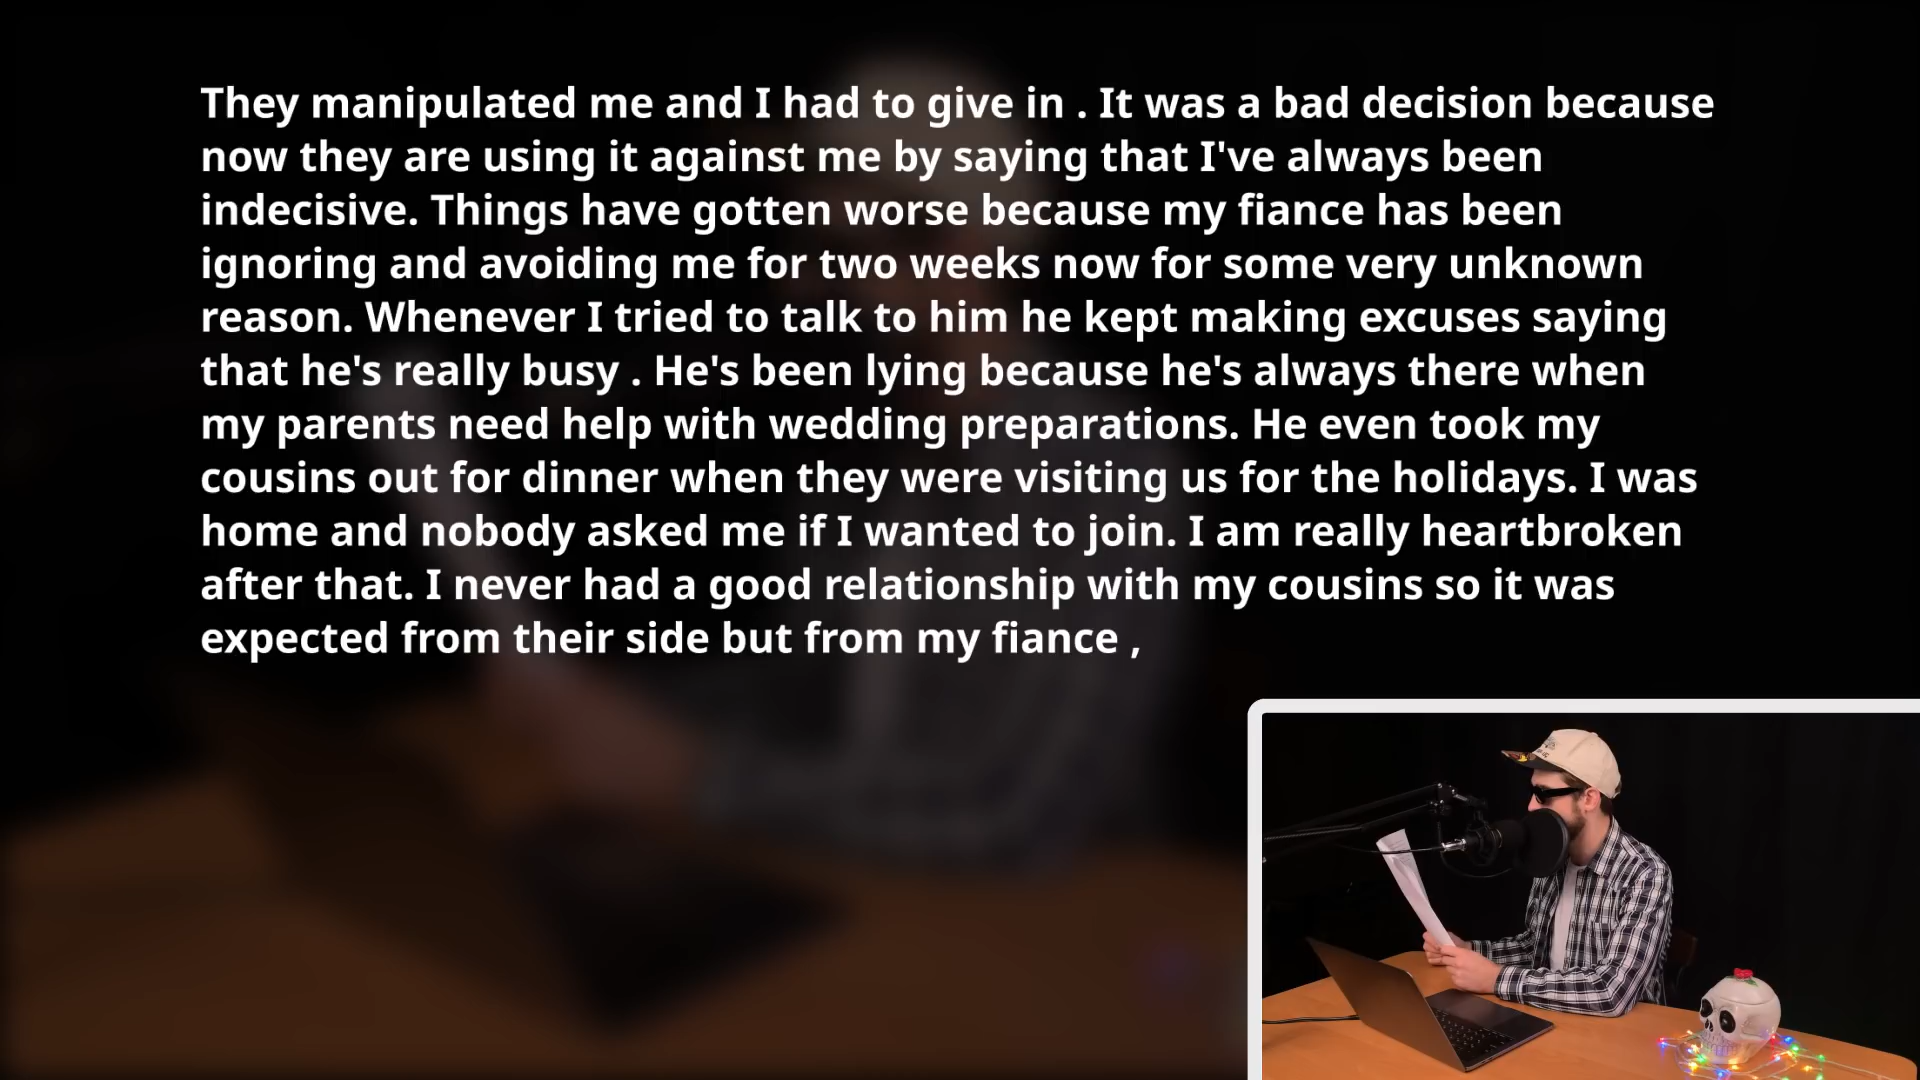 They manipulated me and I had to give in . It was a bad decision because
now they are using it against me by saying that I've always been
indecisive. Things have gotten worse because my fiance has been
ignoring and avoiding me for two weeks now for some very unknown
reason. Whenever I tried to talk to him he kept making excuses saying
that he's really busy . He's been lying because he's always there when
my parents need help with wedding preparations. He even took my
cousins out for dinner when they were visiting us for the holidays. I was
home and nobody asked me if I wanted to join. I am really heartbroken
after that. I never had a good relationship with my cousins so it was
expected from their side but from my fiance ,